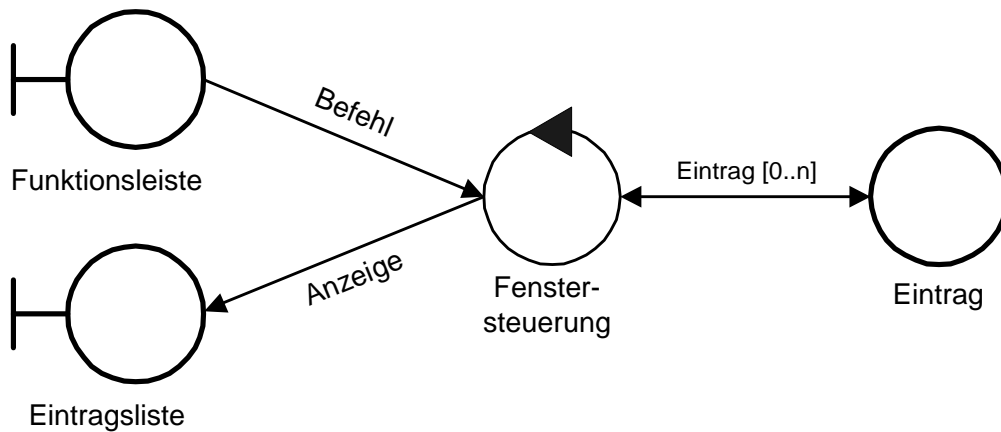 Befehl
Funktionsleiste
Eintrag [0..n]
Anzeige
Fenster-
steuerung
Eintrag
Eintragsliste